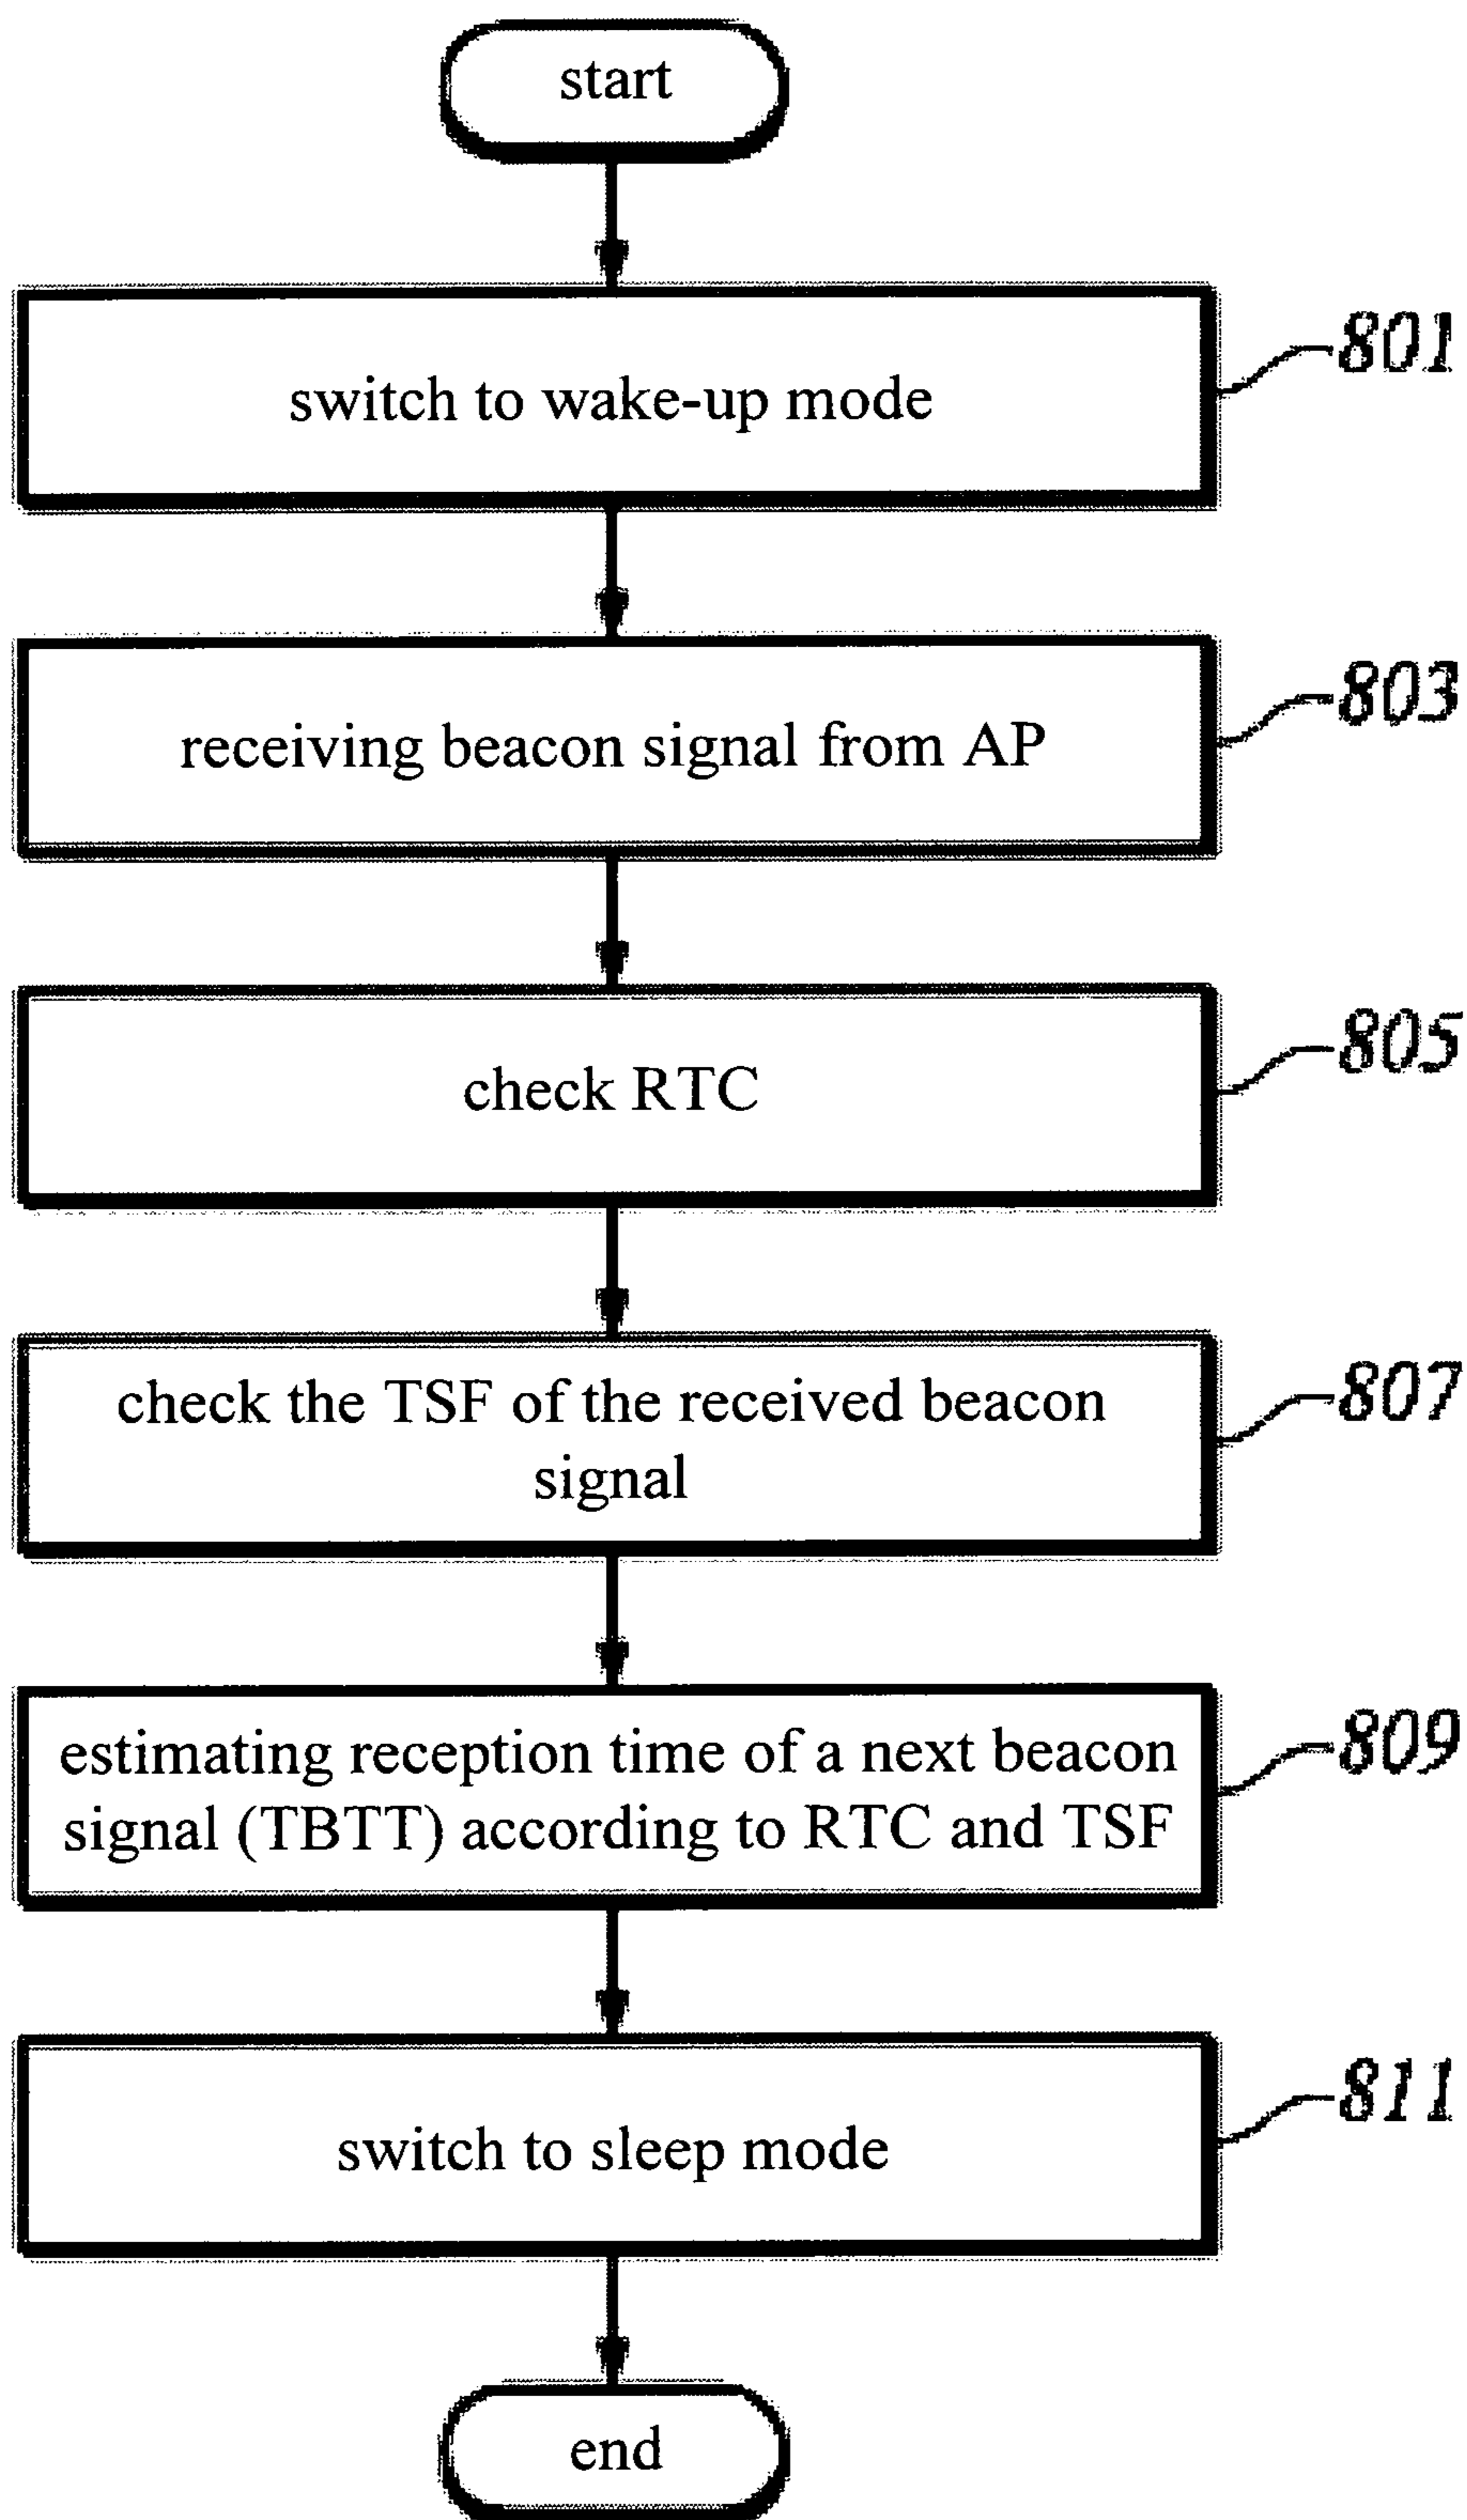 start
switch to wake-up mode
801
receiving beacon signal from AP
803
check RTC
805
check the TSF of the received beacon
signal
807
estimating reception time of a next beacon
signal (TBTT) according to RTC and TSF
809
switch to sleep mode
811
end